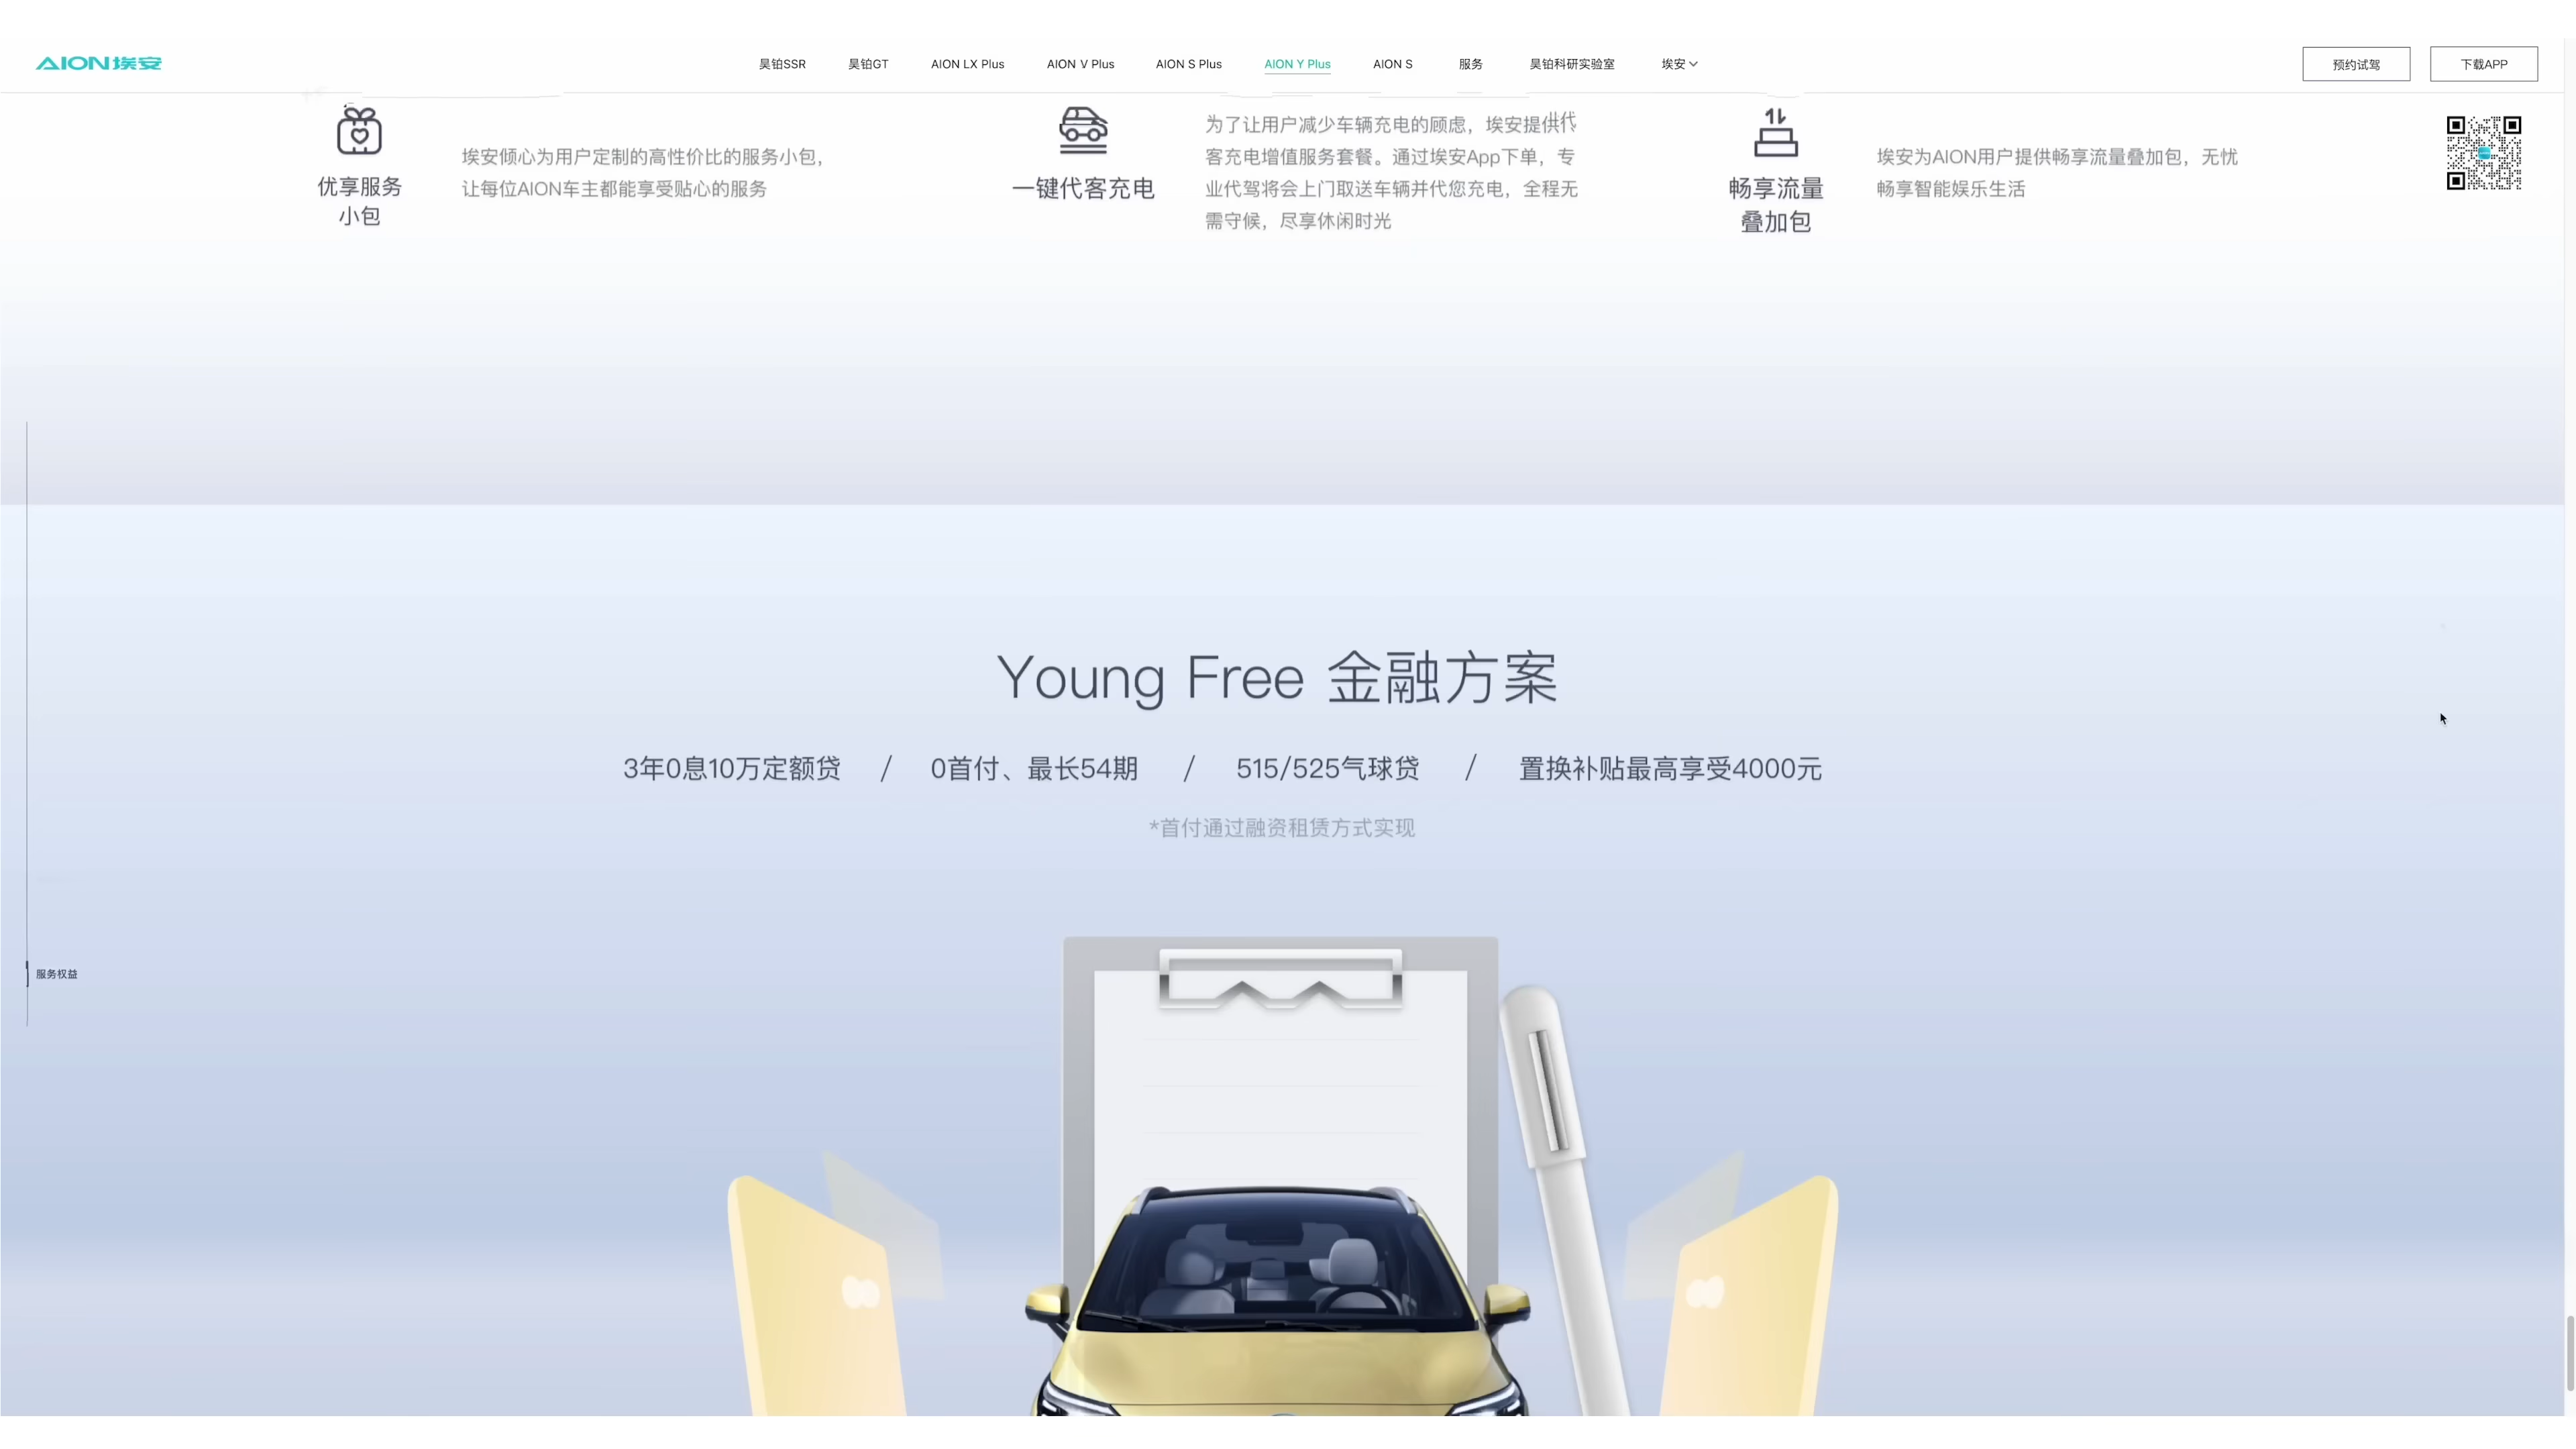 AION埃安
昊铂SSR
昊铂GT
AION LX Plus
AION V Plus
AION S Plus
AION Y Plus
AION S
服务
昊铂科研实验室
埃安
预约试驾
下载APP
优享服务
小包
埃安倾心为用户定制的高性价比的服务小包，
让每位AION车主都能享受贴心的服务
一键代客充电
为了让用户减少车辆充电的顾虑，埃安提供代
客充电增值服务套餐。通过埃安App下单，专
业代驾将会上门取送车辆并代您充电，全程无
需守候，尽享休闲时光
畅享流量
叠加包
埃安为AION用户提供畅享流量叠加包，无忧
畅享智能娱乐生活
Young Free 金融方案
3年0息10万定额贷 / 0首付、最长54期 / 515/525气球贷 / 置换补贴最高享受4000元
*首付通过融资租赁方式实现
服务权益